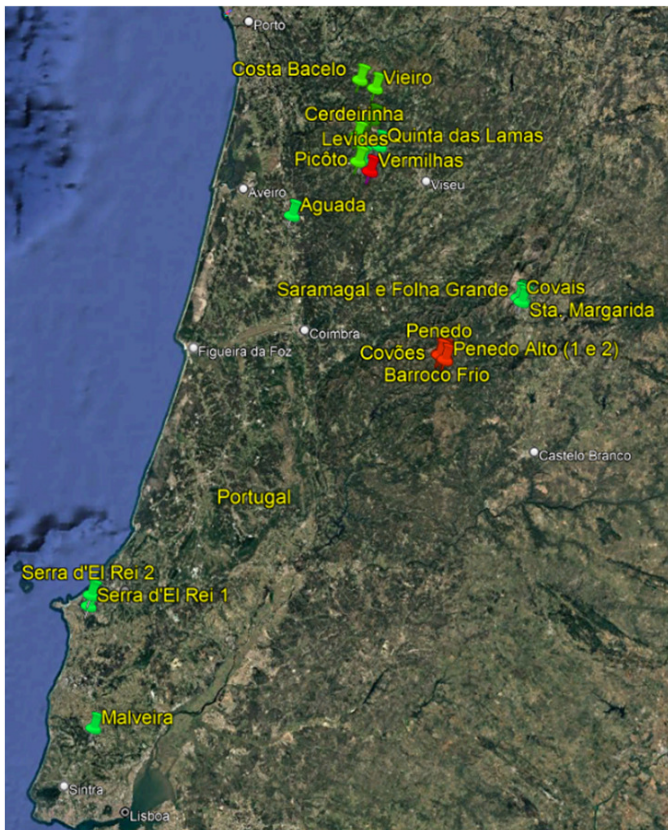 Porto
Costa Bacelo
Vieiro
Cerdeirinha
Levides
Quinta das Lamas
Picôto
Vermilhas
Aveiro
Viseu
Aguada
Saramagal e Folha Grande
Covais
Sta. Margarida
Coimbra
Penedo
Figueira da Foz
Covões
Penedo Alto (1 e 2)
Barroco Frio
Castelo Branco
Portugal
Serra d'El Rei 2
Serra d'El Rei 1
Malveira
Sintra
Lisboa